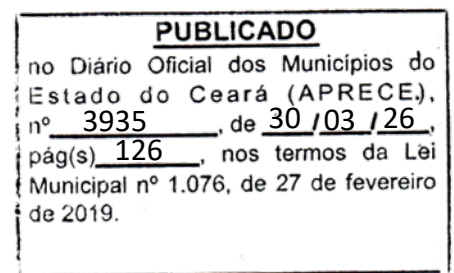 PUBLICADO
no Diário Oficial dos Municípios do
Estado do Ceará (APRECE),
nº 3935, de 30 / 03 / 26,
pág(s) 126, nos termos da Lei
Municipal nº 1.076, de 27 de fevereiro
de 2019.